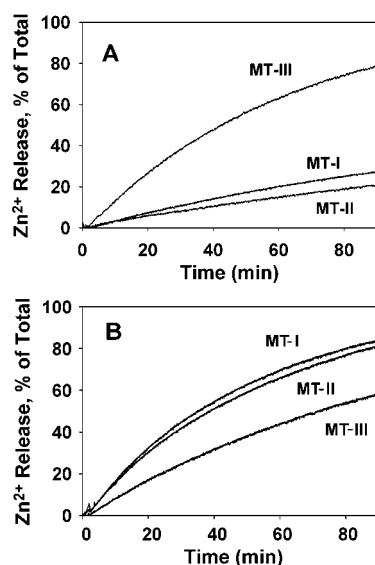 Zn2+ Release, % of Total
100
80
60
40
20
0
A
MT-III
MT-I
MT-II
0 20 40 60 80
Time (min)
Zn2+ Release, % of Total
100
80
60
40
20
0
B
MT-I
MT-II
MT-III
0 20 40 60 80
Time (min)